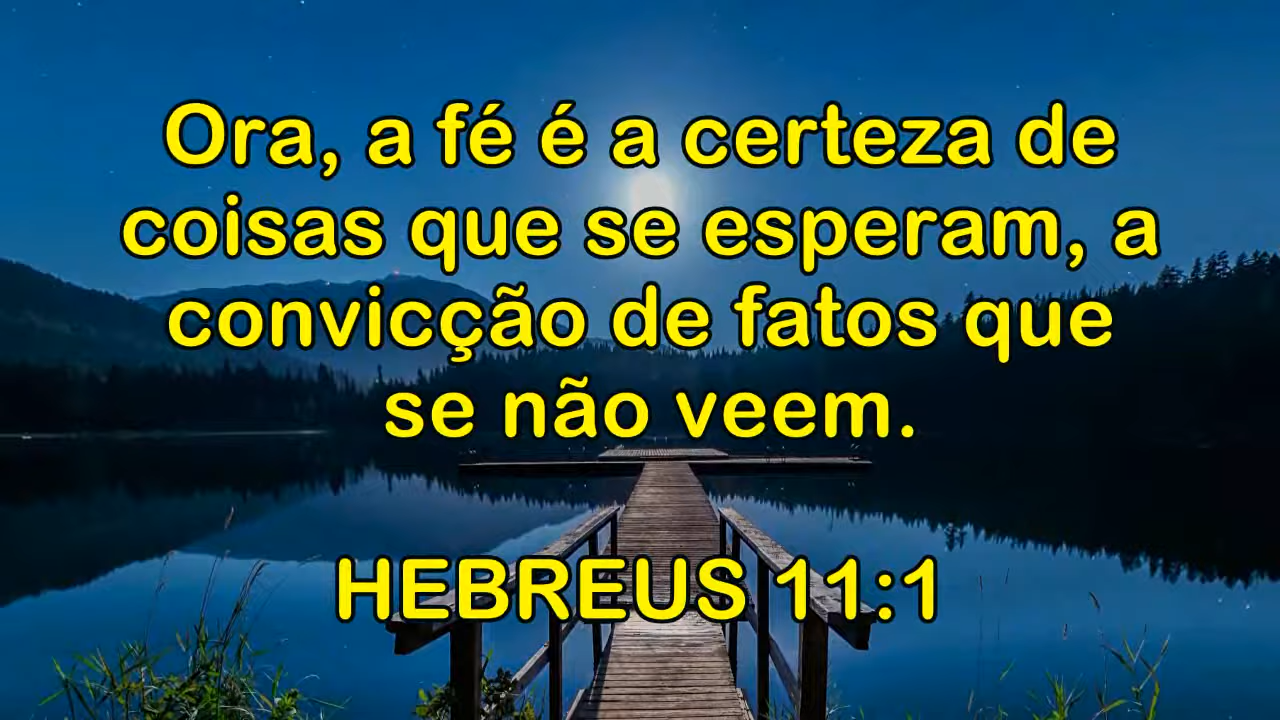 Ora, a fé é a certeza de
coisas que se esperam, a
convicção de fatos que
se não veem.
HEBREUS 11:1